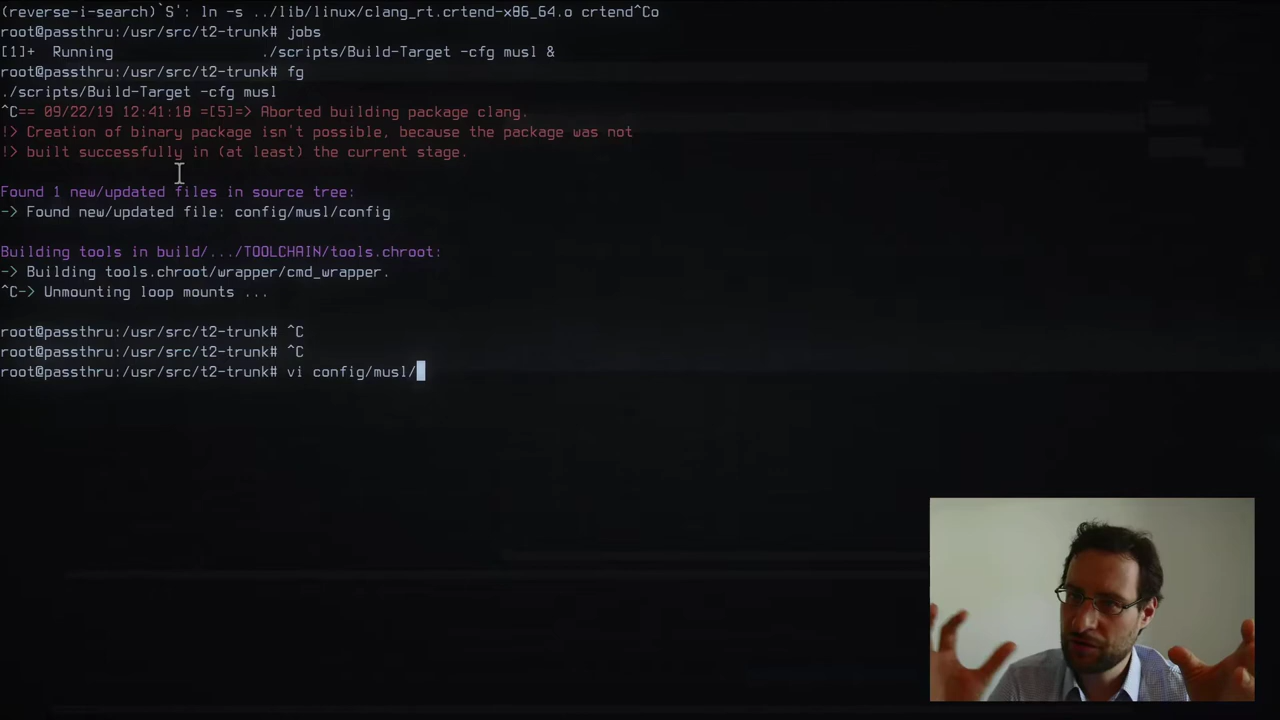 (reverse-i-search)`S': ln -s ../lib/linux/clang_rt.crtend-x86_64.o crtend^Co
root@passthru:/usr/src/t2-trunk# jobs
[1]+  Running                 ./scripts/Build-Target -cfg musl &
root@passthru:/usr/src/t2-trunk# fg
./scripts/Build-Target -cfg musl
^C== 09/22/19 12:41:18 =[5]=> Aborted building package clang.
!> Creation of binary package isn't possible, because the package was not
!> built successfully in (at least) the current stage.
Found 1 new/updated files in source tree:
-> Found new/updated file: config/musl/config
Building tools in build/.../TOOLCHAIN/tools.chroot:
-> Building tools.chroot/wrapper/cmd_wrapper.
^C-> Unmounting loop mounts ...
root@passthru:/usr/src/t2-trunk# ^C
root@passthru:/usr/src/t2-trunk# ^C
root@passthru:/usr/src/t2-trunk# vi config/musl/